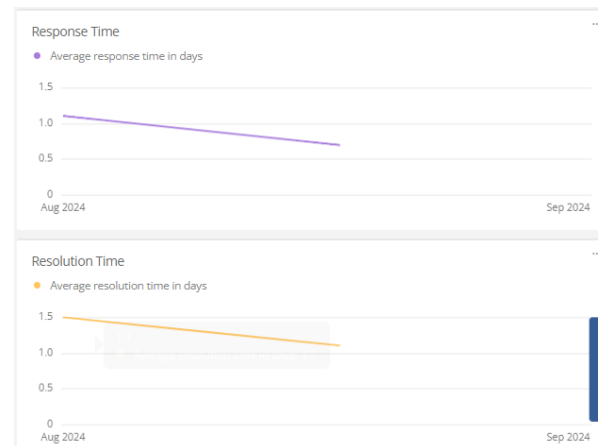 Response Time
Average response time in days
1.5
1.0
0.5
0
Aug 2024 Sep 2024
Resolution Time
Average resolution time in days
1.5
1.0
0.5
0
Aug 2024 Sep 2024